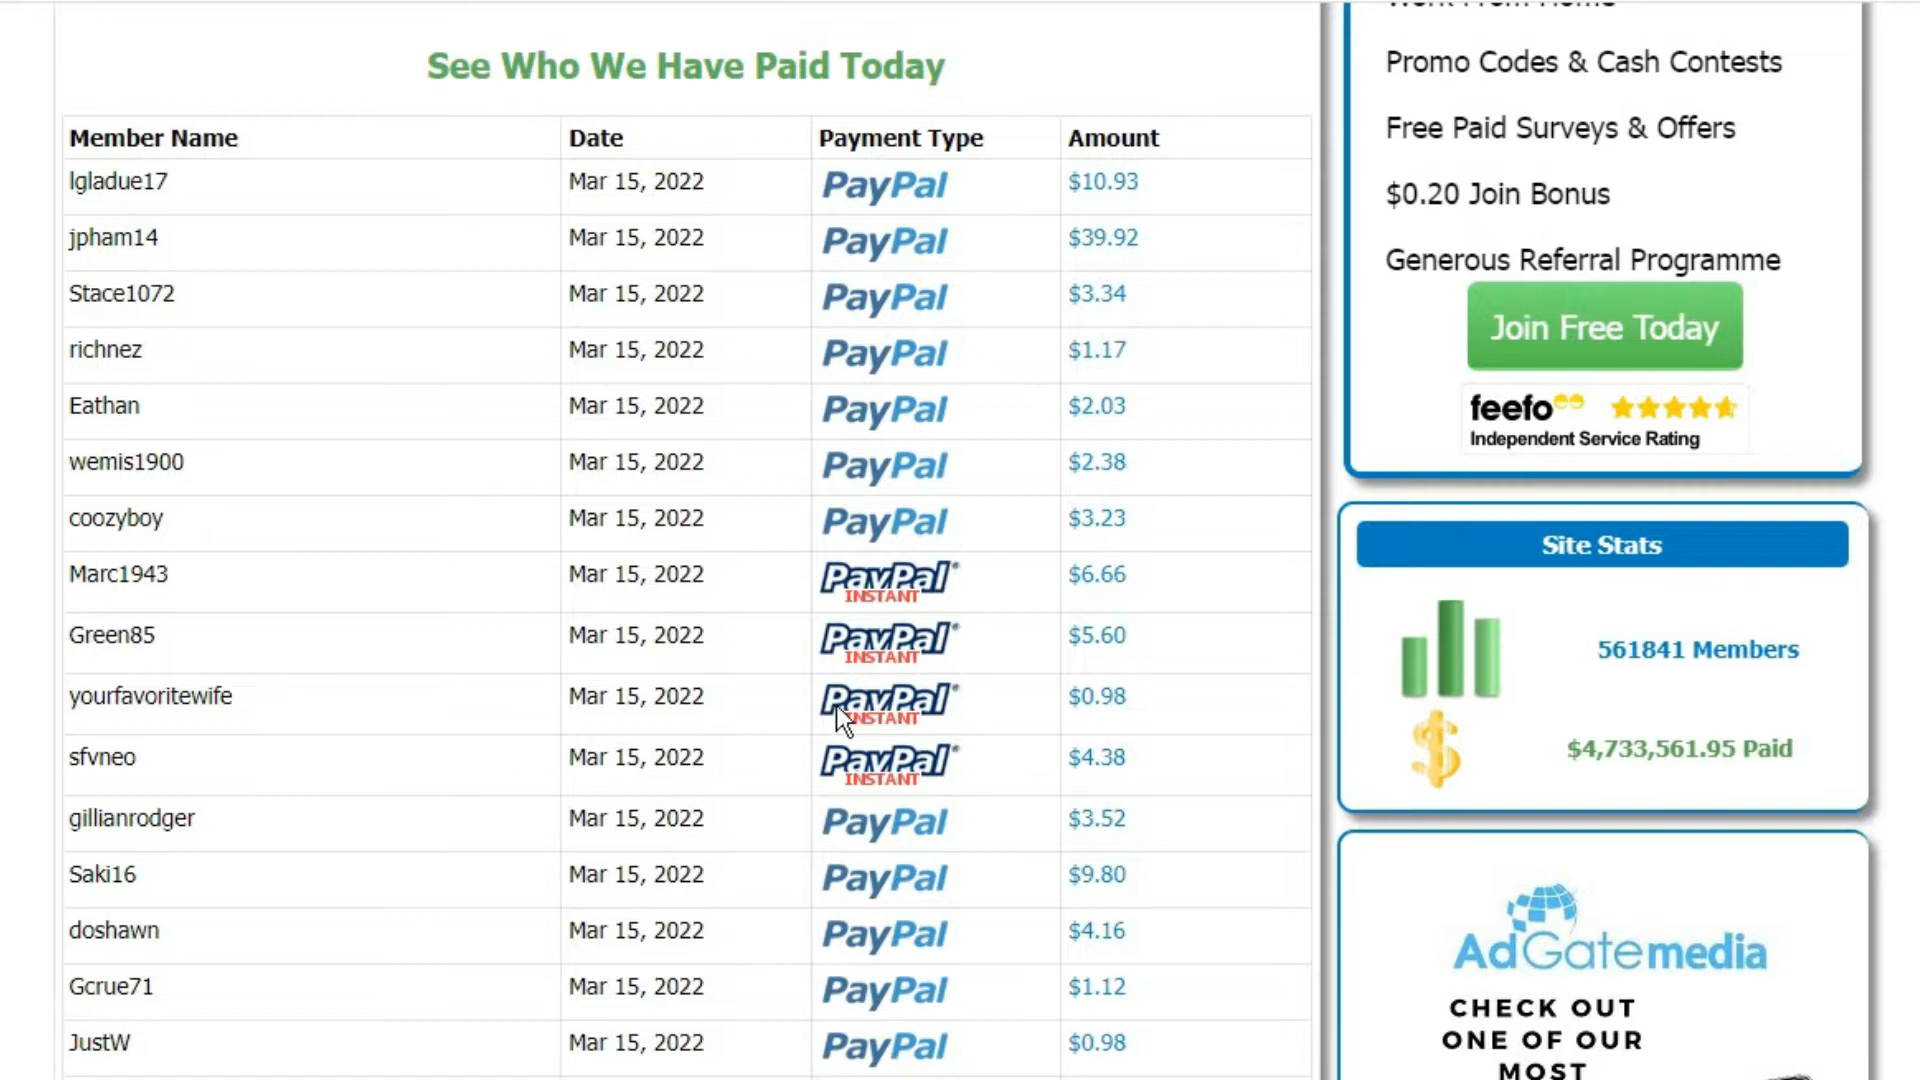 See Who We Have Paid Today
Member Name Date Payment Type Amount
lgladue17 Mar 15, 2022 PayPal $10.93
jpham14 Mar 15, 2022 PayPal $39.92
Stace1072 Mar 15, 2022 PayPal $3.34
richnez Mar 15, 2022 PayPal $1.17
Eathan Mar 15, 2022 PayPal $2.03
wemis1900 Mar 15, 2022 PayPal $2.38
coozyboy Mar 15, 2022 PayPal $3.23
Marc1943 Mar 15, 2022 PayPal® INSTANT $6.66
Green85 Mar 15, 2022 PayPal® INSTANT $5.60
yourfavoritewife Mar 15, 2022 PayPal® INSTANT $0.98
sfvneo Mar 15, 2022 PayPal® INSTANT $4.38
gillianrodger Mar 15, 2022 PayPal $3.52
Saki16 Mar 15, 2022 PayPal $9.80
doshawn Mar 15, 2022 PayPal $4.16
Gcrue71 Mar 15, 2022 PayPal $1.12
JustW Mar 15, 2022 PayPal $0.98
Work From Home
Promo Codes & Cash Contests
Free Paid Surveys & Offers
$0.20 Join Bonus
Generous Referral Programme
Join Free Today
feefo
Independent Service Rating
Site Stats
561841 Members
$4,733,561.95 Paid
AdGatemedia
CHECK OUT
ONE OF OUR
MOST